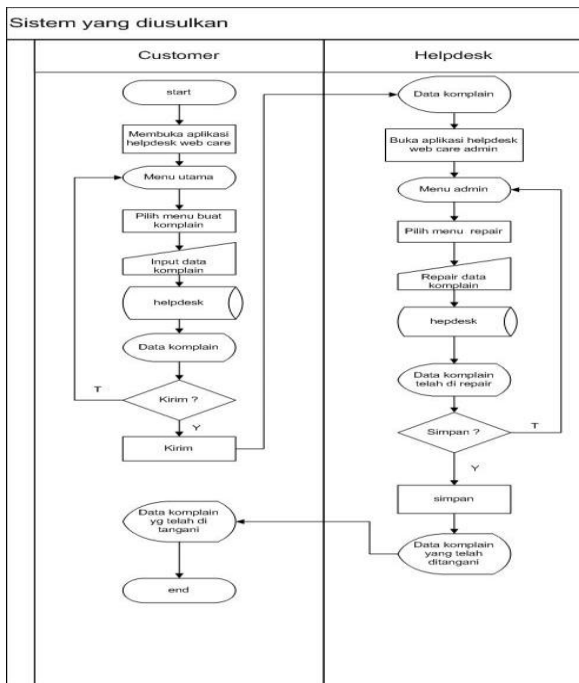 Sistem yang diusulkan
Customer
start
Membuka aplikasi
helpdesk web care
Menu utama
Pilih menu buat
komplain
Input data
komplain
helpdesk
Data komplain
T
Kirim ?
Y
Kirim
Data komplain
yg telah di
tangani
end
Helpdesk
Data komplain
Buka aplikasi helpdesk
web care admin
Menu admin
Pilih menu repair
Repair data
komplain
hepdesk
Data komplain
telah di repair
Simpan ?
T
Y
simpan
Data komplain
yang telah
ditangani